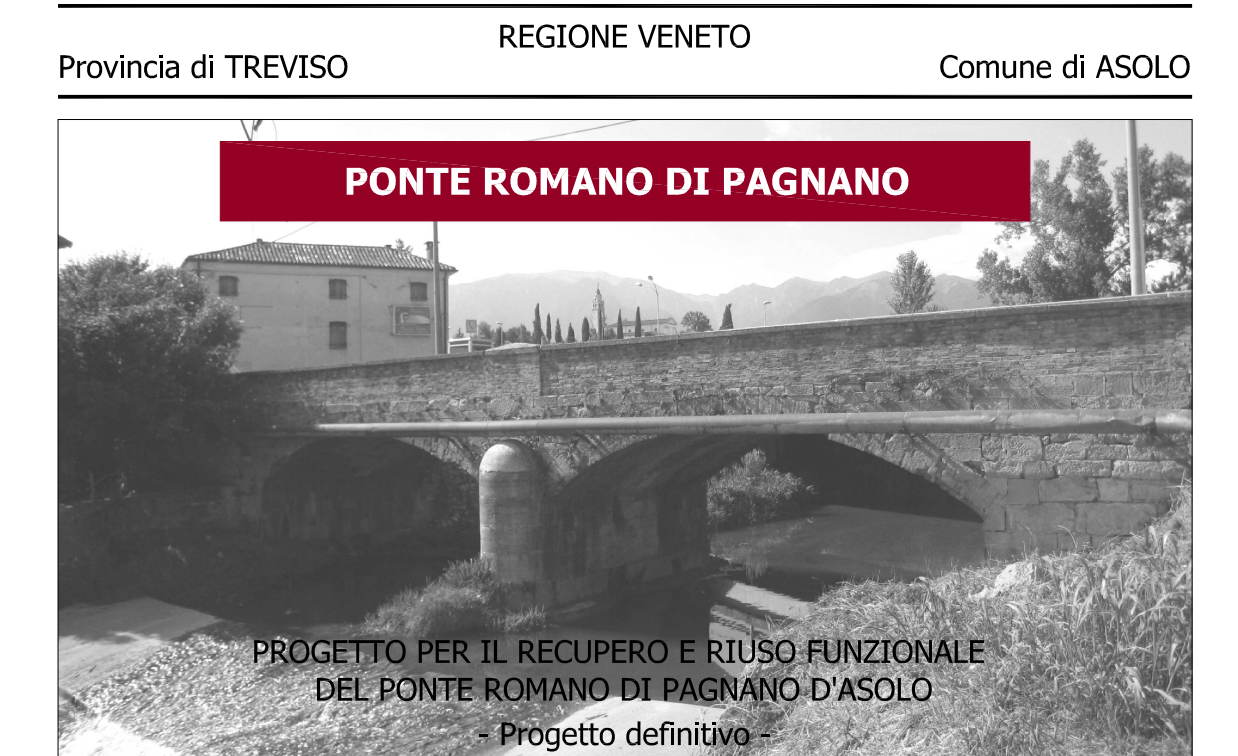 REGIONE VENETO
Provincia di TREVISO
Comune di ASOLO
PONTE ROMANO DI PAGNANO
PROGETTO PER IL RECUPERO E RIUSO FUNZIONALE
DEL PONTE ROMANO DI PAGNANO D'ASOLO
- Progetto definitivo -